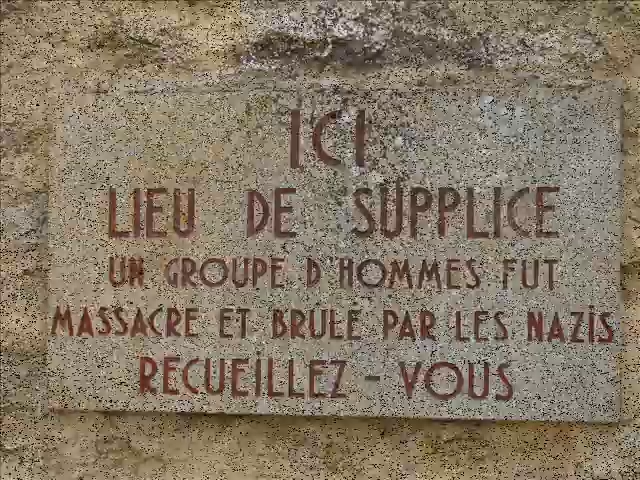 ICI
LIEU DE SUPPLICE
UN GROUPE D'HOMMES FUT
MASSACRE ET BRULE PAR LES NAZIS
RECUEILLEZ - VOUS